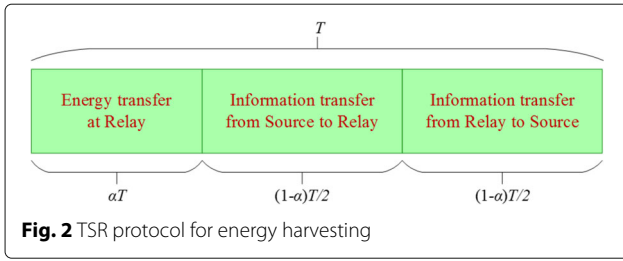 T
Energy transfer
at Relay
Information transfer
from Source to Relay
Information transfer
from Relay to Source
αT
(1-α)T/2
(1-α)T/2
Fig. 2 TSR protocol for energy harvesting